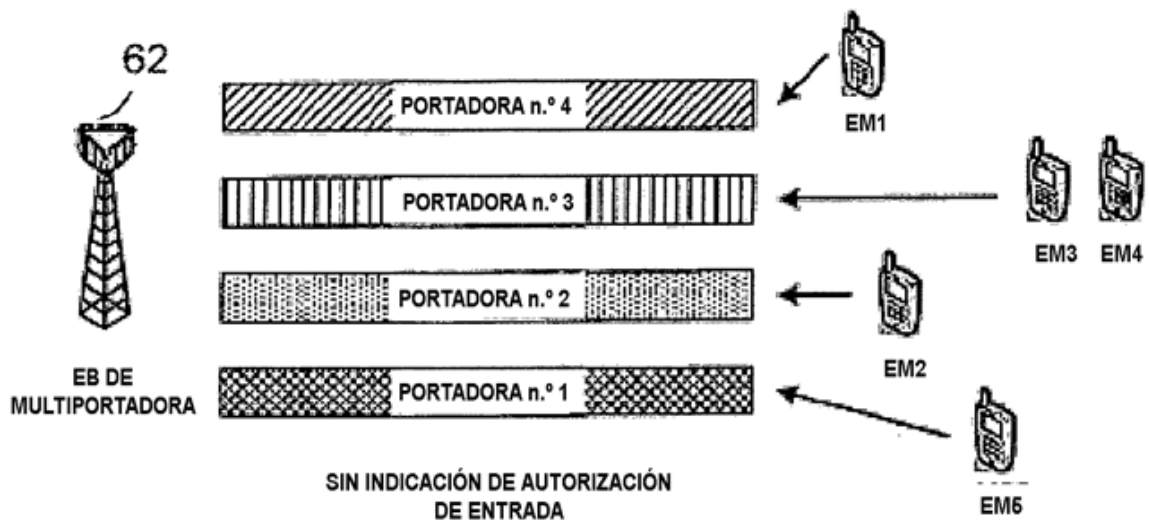 62
PORTADORA n.º 4
EM1
PORTADORA n.º 3
EM3 EM4
PORTADORA n.º 2
EM2
EB DE
MULTIPORTADORA
PORTADORA n.º 1
EM5
SIN INDICACIÓN DE AUTORIZACIÓN
DE ENTRADA